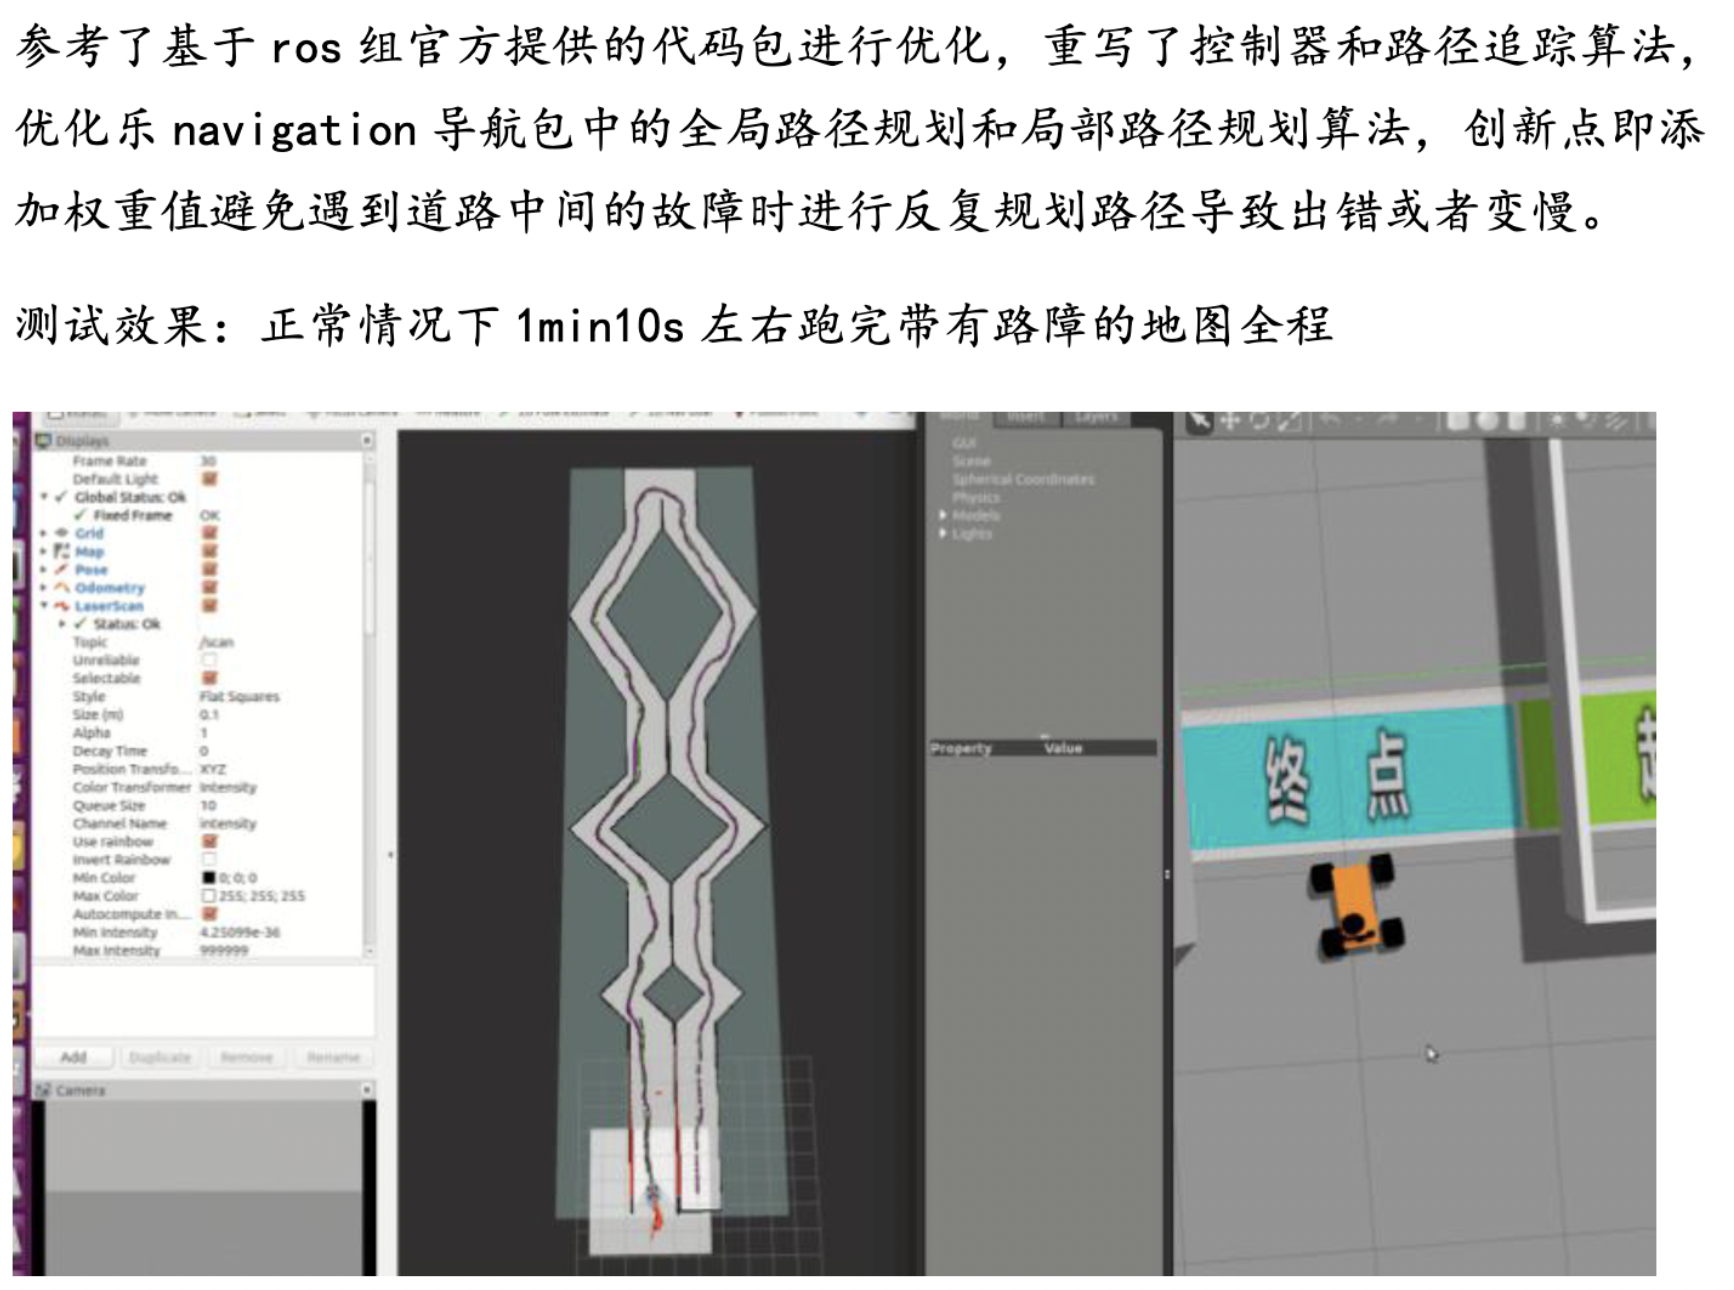 参考了基于 ros 组官方提供的代码包进行优化，重写了控制器和路径追踪算法，
优化乐 navigation 导航包中的全局路径规划和局部路径规划算法，创新点即添
加权重值避免遇到道路中间的故障时进行反复规划路径导致出错或者变慢。
测试效果：正常情况下 1min10s 左右跑完带有路障的地图全程
Displays
Frame Rate 30
Default Light
Global Status: Ok
Fixed Frame OK
Grid
Map
Pose
Odometry
LaserScan
Status: Ok
Topic /scan
Unreliable
Selectable
Style Flat Squares
Size (m) 0.1
Alpha 1
Decay Time 0
Position Transfo... XYZ
Color Transformer Intensity
Queue Size 10
Channel Name intensity
Use rainbow
Invert Rainbow
Min Color 0; 0; 0
Max Color 255; 255; 255
Autocompute In...
Min Intensity 4.25099e-36
Max Intensity 999999
Add Duplicate Remove Rename
Camera
World Insert Layers
GUI
Scene
Spherical Coordinates
Physics
Models
Lights
Property Value
终点